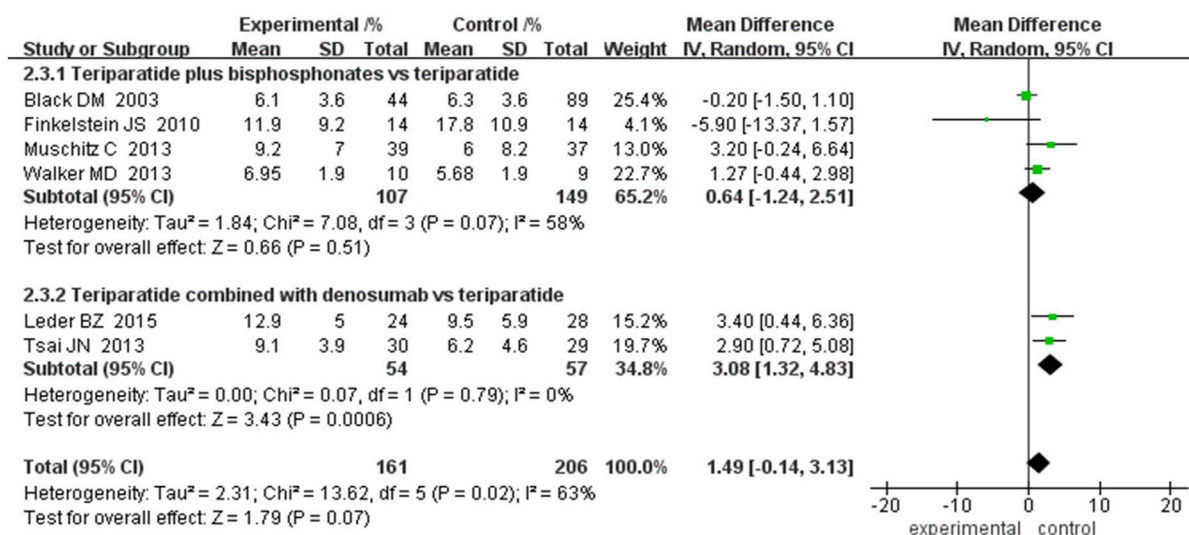 Experimental /% Control /% Mean Difference Mean Difference
Study or Subgroup Mean SD Total Mean SD Total Weight IV, Random, 95% CI IV, Random, 95% CI
2.3.1 Teriparatide plus bisphosphonates vs teriparatide
Black DM 2003 6.1 3.6 44 6.3 3.6 89 25.4% -0.20 [-1.50, 1.10]
Finkelstein JS 2010 11.9 9.2 14 17.8 10.9 14 4.1% -5.90 [-13.37, 1.57]
Muschitz C 2013 9.2 7 39 6 8.2 37 13.0% 3.20 [-0.24, 6.64]
Walker MD 2013 6.95 1.9 10 5.68 1.9 9 22.7% 1.27 [-0.44, 2.98]
Subtotal (95% CI) 107 149 65.2% 0.64 [-1.24, 2.51]
Heterogeneity: Tau² = 1.84; Chi² = 7.08, df = 3 (P = 0.07); I² = 58%
Test for overall effect: Z = 0.66 (P = 0.51)
2.3.2 Teriparatide combined with denosumab vs teriparatide
Leder BZ 2015 12.9 5 24 9.5 5.9 28 15.2% 3.40 [0.44, 6.36]
Tsai JN 2013 9.1 3.9 30 6.2 4.6 29 19.7% 2.90 [0.72, 5.08]
Subtotal (95% CI) 54 57 34.8% 3.08 [1.32, 4.83]
Heterogeneity: Tau² = 0.00; Chi² = 0.07, df = 1 (P = 0.79); I² = 0%
Test for overall effect: Z = 3.43 (P = 0.0006)
Total (95% CI) 161 206 100.0% 1.49 [-0.14, 3.13]
Heterogeneity: Tau² = 2.31; Chi² = 13.62, df = 5 (P = 0.02); I² = 63%
Test for overall effect: Z = 1.79 (P = 0.07)
-20 -10 0 10 20
experimental control